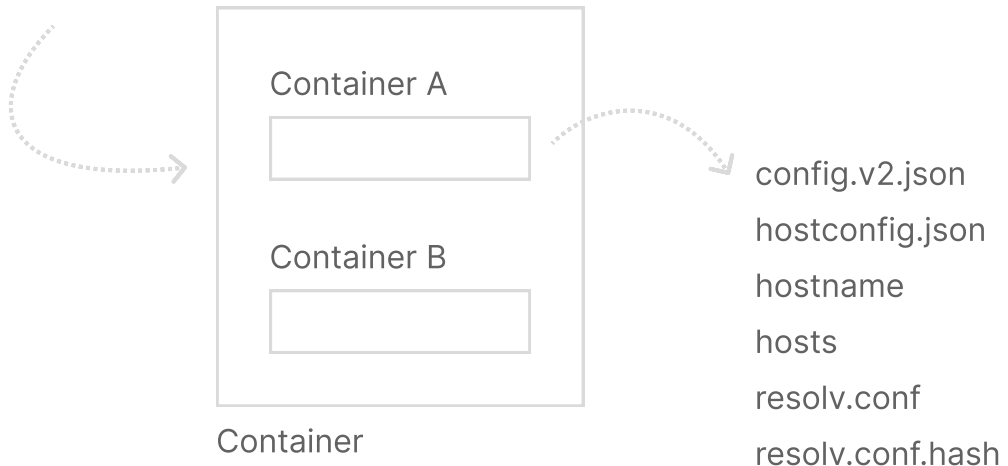 Container A
Container B
Container
config.v2.json
hostconfig.json
hostname
hosts
resolv.conf
resolv.conf.hash